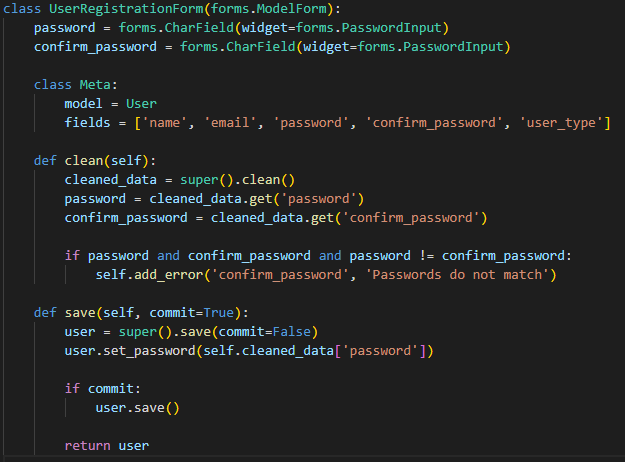 class UserRegistrationForm(forms.ModelForm):
    password = forms.CharField(widget=forms.PasswordInput)
    confirm_password = forms.CharField(widget=forms.PasswordInput)

    class Meta:
        model = User
        fields = ['name', 'email', 'password', 'confirm_password', 'user_type']

    def clean(self):
        cleaned_data = super().clean()
        password = cleaned_data.get('password')
        confirm_password = cleaned_data.get('confirm_password')

        if password and confirm_password and password != confirm_password:
            self.add_error('confirm_password', 'Passwords do not match')

    def save(self, commit=True):
        user = super().save(commit=False)
        user.set_password(self.cleaned_data['password'])

        if commit:
            user.save()

        return user